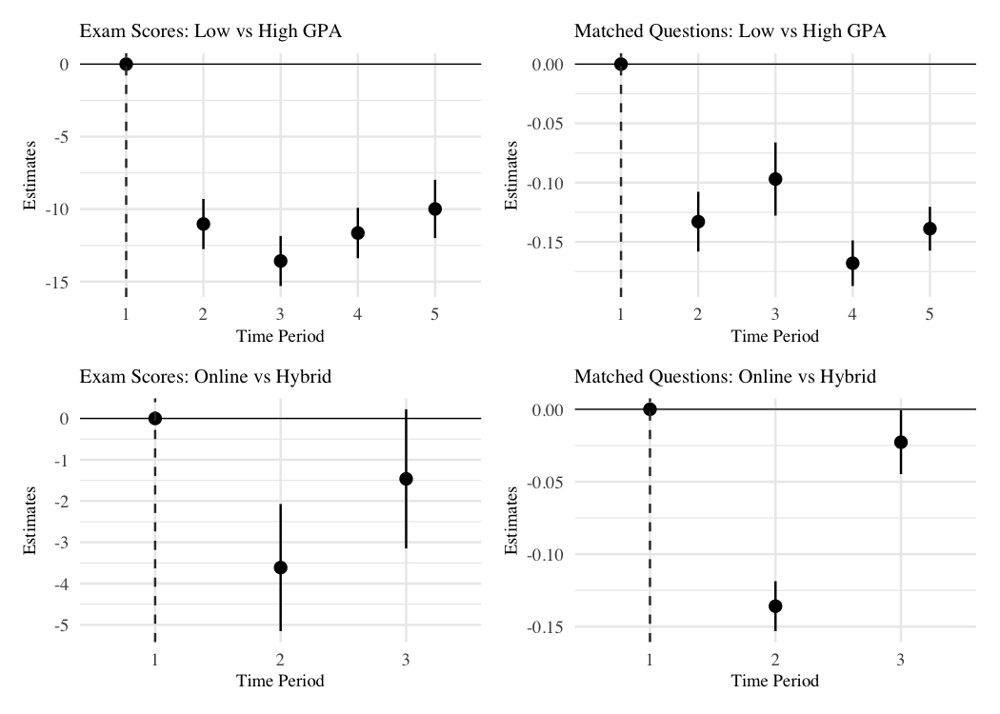 Exam Scores: Low vs High GPA
Estimates
0
-5
-10
-15
1 2 3 4 5
Time Period
Matched Questions: Low vs High GPA
Estimates
0.00
-0.05
-0.10
-0.15
1 2 3 4 5
Time Period
Exam Scores: Online vs Hybrid
Estimates
0
-1
-2
-3
-4
-5
1 2 3
Time Period
Matched Questions: Online vs Hybrid
Estimates
0.00
-0.05
-0.10
-0.15
1 2 3
Time Period